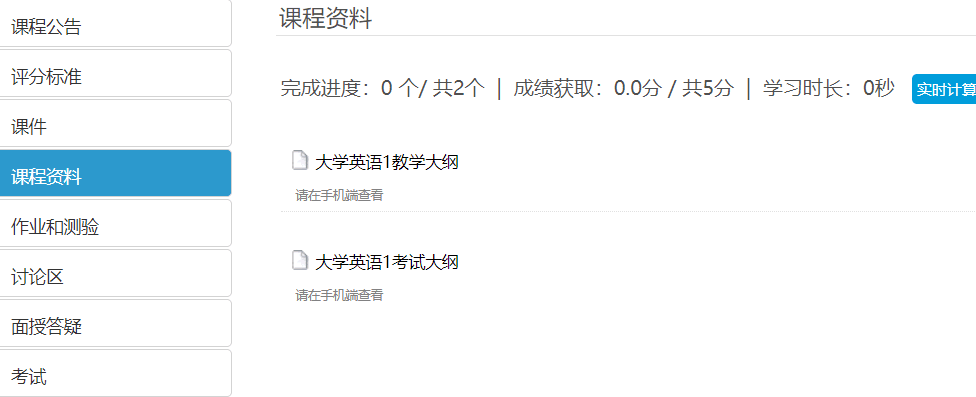 课程公告
评分标准
课件
课程资料
作业和测验
讨论区
面授答疑
考试
课程资料
完成进度：0 个/ 共2个 | 成绩获取：0.0分 / 共5分 | 学习时长：0秒 实时计算
大学英语1教学大纲
请在手机端查看
大学英语1考试大纲
请在手机端查看